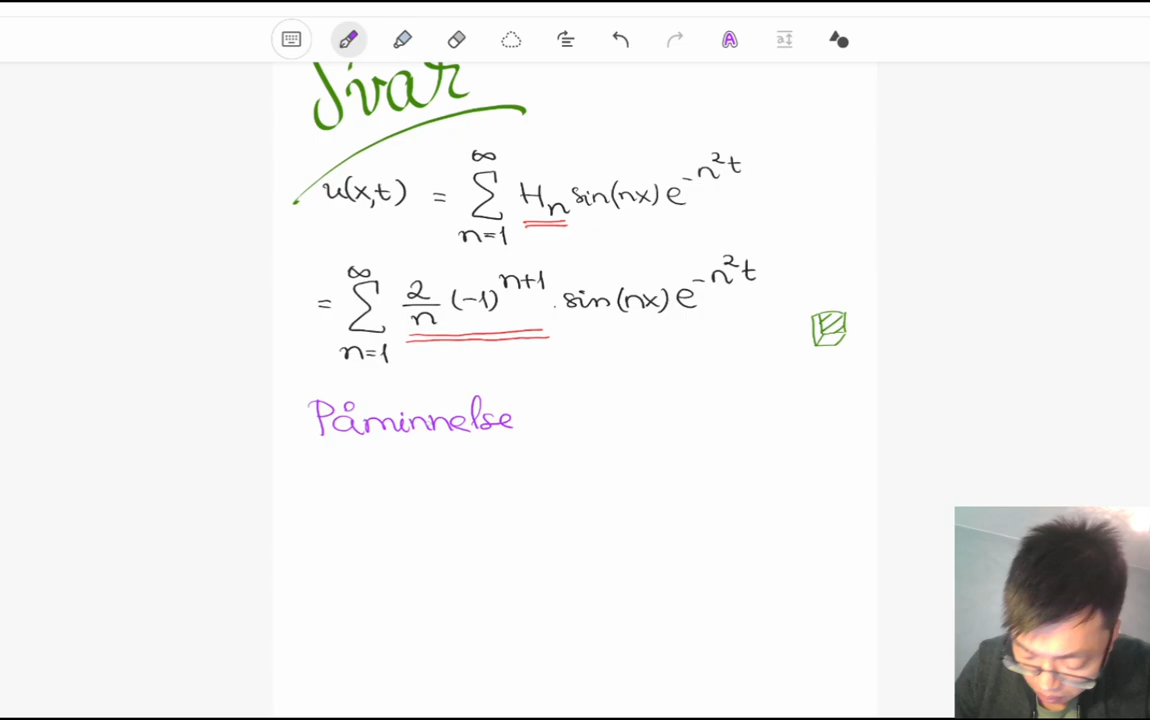 Svar
u(x,t) = ∑_{n=1}^{∞} H_n sin(nx) e^{-n²t}
= ∑_{n=1}^{∞} 2/n (-1)^{n+1} · sin(nx) e^{-n²t}
Påminnelse